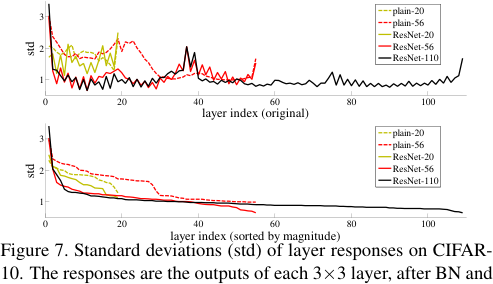 3
2
1
std
plain-20
plain-56
ResNet-20
ResNet-56
ResNet-110
0 20 40 60 80 100
layer index (original)
3
2
1
std
plain-20
plain-56
ResNet-20
ResNet-56
ResNet-110
0 20 40 60 80 100
layer index (sorted by magnitude)
Figure 7. Standard deviations (std) of layer responses on CIFAR-
10. The responses are the outputs of each 3×3 layer, after BN and